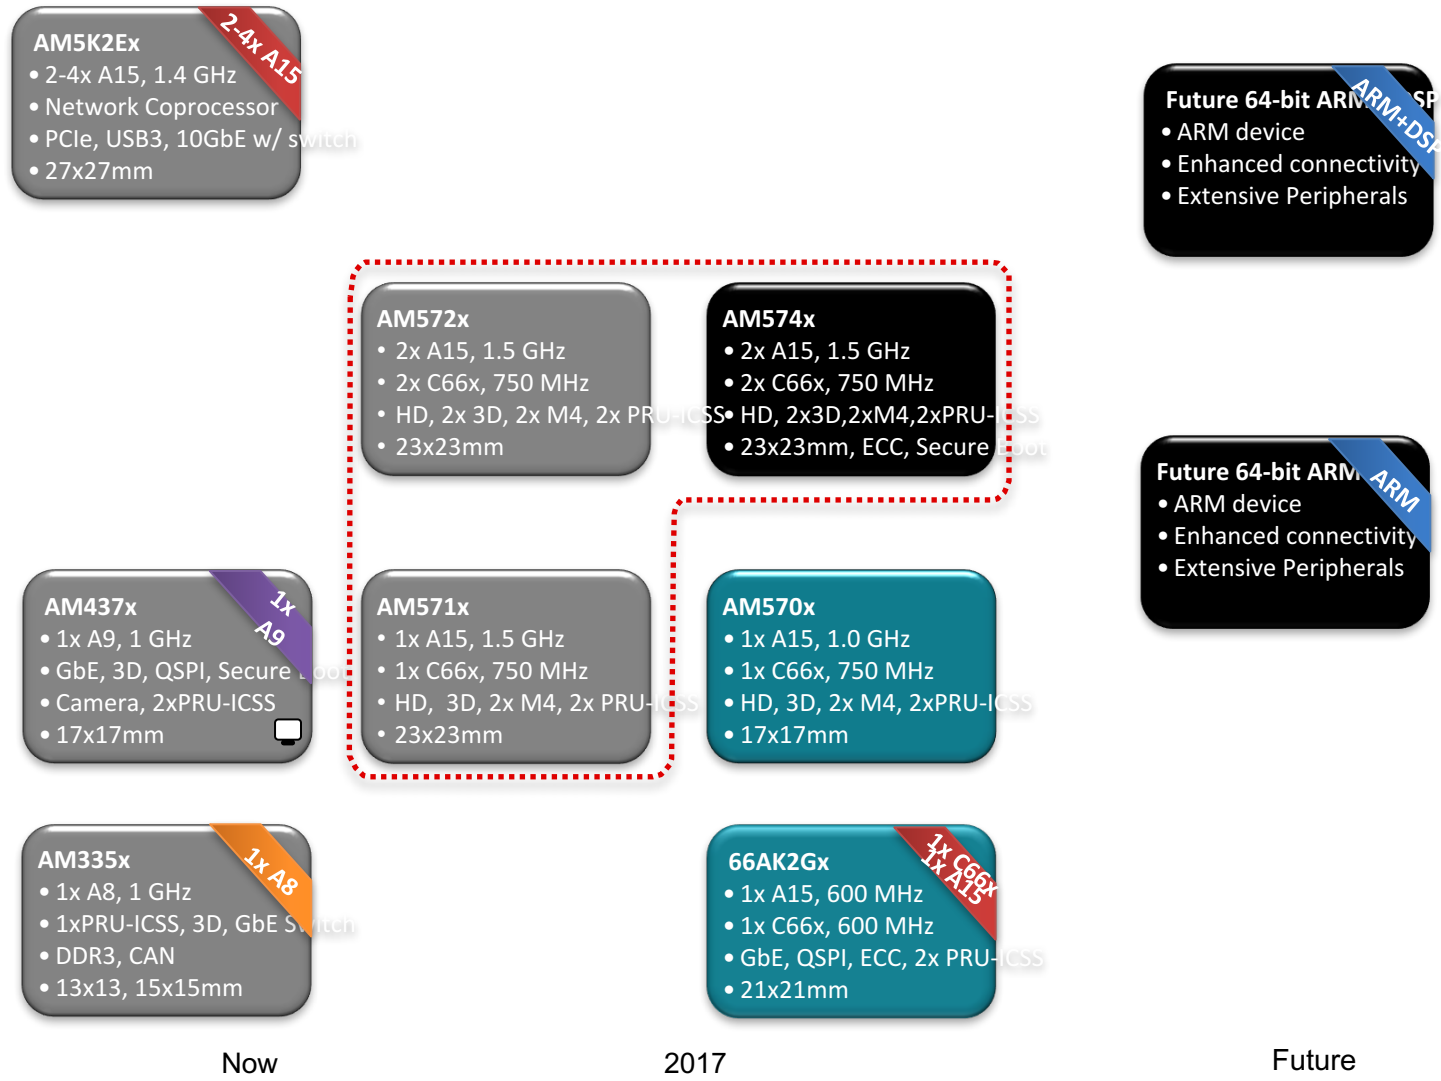 AM5K2Ex
2-4x A15
• 2-4x A15, 1.4 GHz
• Network Coprocessor
• PCIe, USB3, 10GbE w/ switch
• 27x27mm
Future 64-bit ARM+DSP
ARM+DSP
• ARM device
• Enhanced connectivity
• Extensive Peripherals
AM572x
• 2x A15, 1.5 GHz
• 2x C66x, 750 MHz
• HD, 2x 3D, 2x M4, 2x PRU-ICSS
• 23x23mm
AM574x
• 2x A15, 1.5 GHz
• 2x C66x, 750 MHz
• HD, 2x3D,2xM4,2xPRU-ICSS
• 23x23mm, ECC, Secure Boot
Future 64-bit ARM
ARM
• ARM device
• Enhanced connectivity
• Extensive Peripherals
AM437x
1x
A9
• 1x A9, 1 GHz
• GbE, 3D, QSPI, Secure Boot
• Camera, 2xPRU-ICSS
• 17x17mm
AM571x
• 1x A15, 1.5 GHz
• 1x C66x, 750 MHz
• HD, 3D, 2x M4, 2x PRU-ICSS
• 23x23mm
AM570x
• 1x A15, 1.0 GHz
• 1x C66x, 750 MHz
• HD, 3D, 2x M4, 2xPRU-ICSS
• 17x17mm
AM335x
1x A8
• 1x A8, 1 GHz
• 1xPRU-ICSS, 3D, GbE Switch
• DDR3, CAN
• 13x13, 15x15mm
66AK2Gx
1x C66x
1x A15
• 1x A15, 600 MHz
• 1x C66x, 600 MHz
• GbE, QSPI, ECC, 2x PRU-ICSS
• 21x21mm
Now
2017
Future